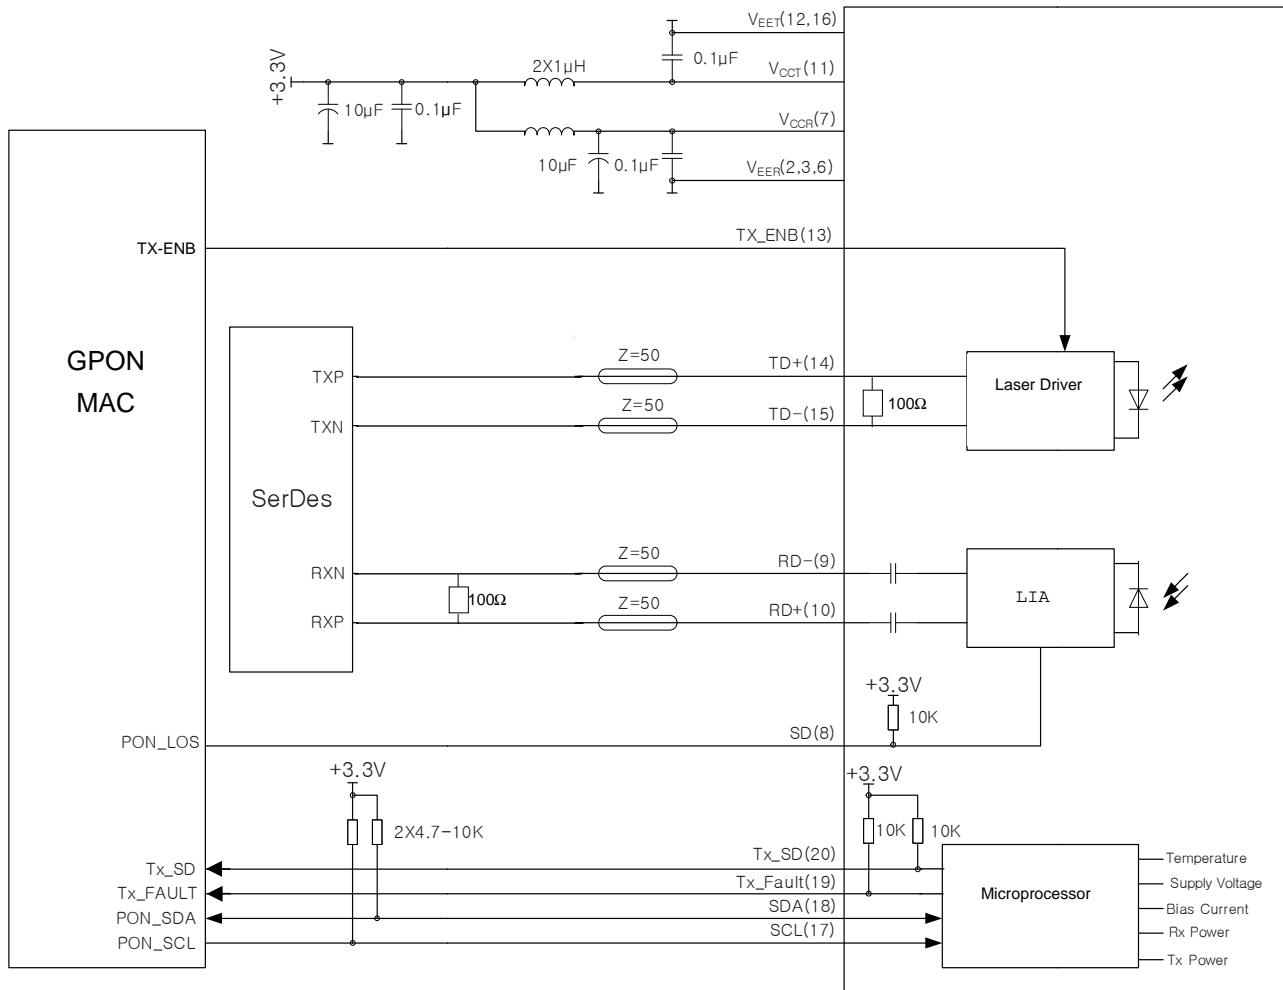 V_EET(12,16)
0.1µF
2X1µH
V_CCT(11)
+3.3V
10µF
0.1µF
V_CCR(7)
10µF
0.1µF
V_EER(2,3,6)
TX-ENB
TX_ENB(13)
GPON
MAC
Z=50
TD+(14)
TXP
Laser Driver
100Ω
Z=50
TD-(15)
TXN
SerDes
Z=50
RD-(9)
RXN
100Ω
LIA
Z=50
RD+(10)
RXP
+3.3V
10K
PON_LOS
SD(8)
+3.3V
+3.3V
2X4.7-10K
10K
10K
Tx_SD
Tx_SD(20)
Temperature
Tx_FAULT
Tx_Fault(19)
Microprocessor
Supply Voltage
PON_SDA
SDA(18)
Bias Current
PON_SCL
SCL(17)
Rx Power
Tx Power